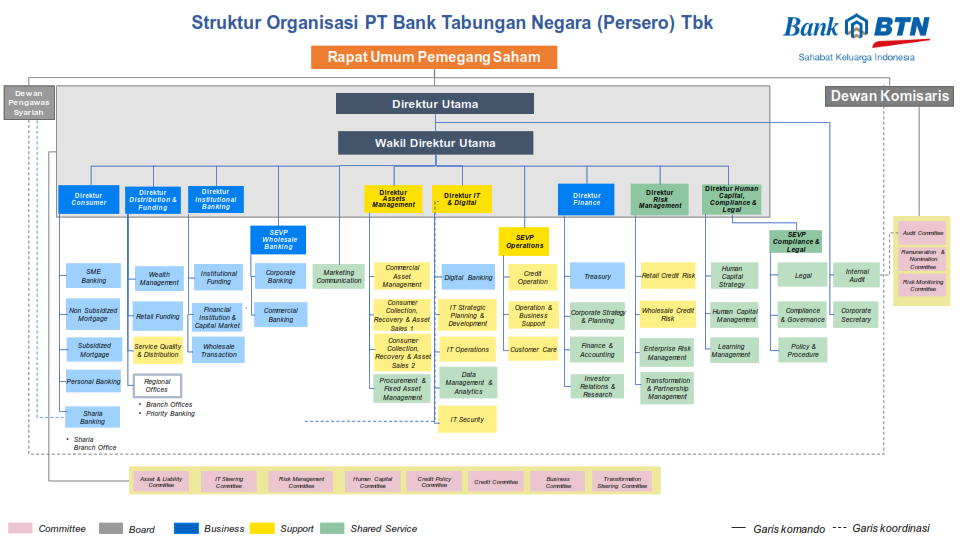 Struktur Organisasi PT Bank Tabungan Negara (Persero) Tbk
Bank BTN
Sahabat Keluarga Indonesia
Rapat Umum Pemegang Saham
Dewan
Pengawas
Syariah
Dewan Komisaris
Direktur Utama
Wakil Direktur Utama
Direktur
Consumer
Direktur
Distribution &
Funding
Direktur
Institutional
Banking
Direktur
Assets
Management
Direktur IT
& Digital
Direktur
Finance
Direktur
Risk
Management
Direktur Human
Capital,
Compliance &
Legal
SEVP
Wholesale
Banking
SEVP
Operations
SEVP
Compliance &
Legal
Audit Committee
Remuneration &
Nomination
Committee
Risk Monitoring
Committee
SME
Banking
Wealth
Management
Institutional
Funding
Corporate
Banking
Marketing
Communication
Commercial
Asset
Management
Digital Banking
Credit
Operation
Treasury
Retail Credit Risk
Human
Capital
Strategy
Legal
Internal
Audit
Non Subsidized
Mortgage
Retail Funding
Financial
Institution &
Capital Market
Commercial
Banking
Consumer
Collection,
Recovery & Asset
Sales 1
IT Strategic
Planning &
Development
Operation &
Business
Support
Corporate Strategy
& Planning
Wholesale Credit
Risk
Human Capital
Management
Compliance
& Governance
Corporate
Secretary
Subsidized
Mortgage
Service Quality
& Distribution
Wholesale
Transaction
Consumer
Collection,
Recovery & Asset
Sales 2
IT Operations
Customer Care
Finance &
Accounting
Enterprise Risk
Management
Learning
Management
Policy &
Procedure
Personal Banking
Regional
Offices
• Branch Offices
• Priority Banking
Procurement &
Fixed Asset
Management
Data
Management &
Analytics
Investor
Relations &
Research
Transformation
& Partnership
Management
Sharia
Banking
• Sharia
Branch Office
IT Security
Asset & Liability
Committee
IT Steering
Committee
Risk Management
Committee
Human Capital
Committee
Credit Policy
Committee
Credit Committee
Business
Committee
Transformation
Steering Committee
Committee
Board
Business
Support
Shared Service
Garis komando
Garis koordinasi